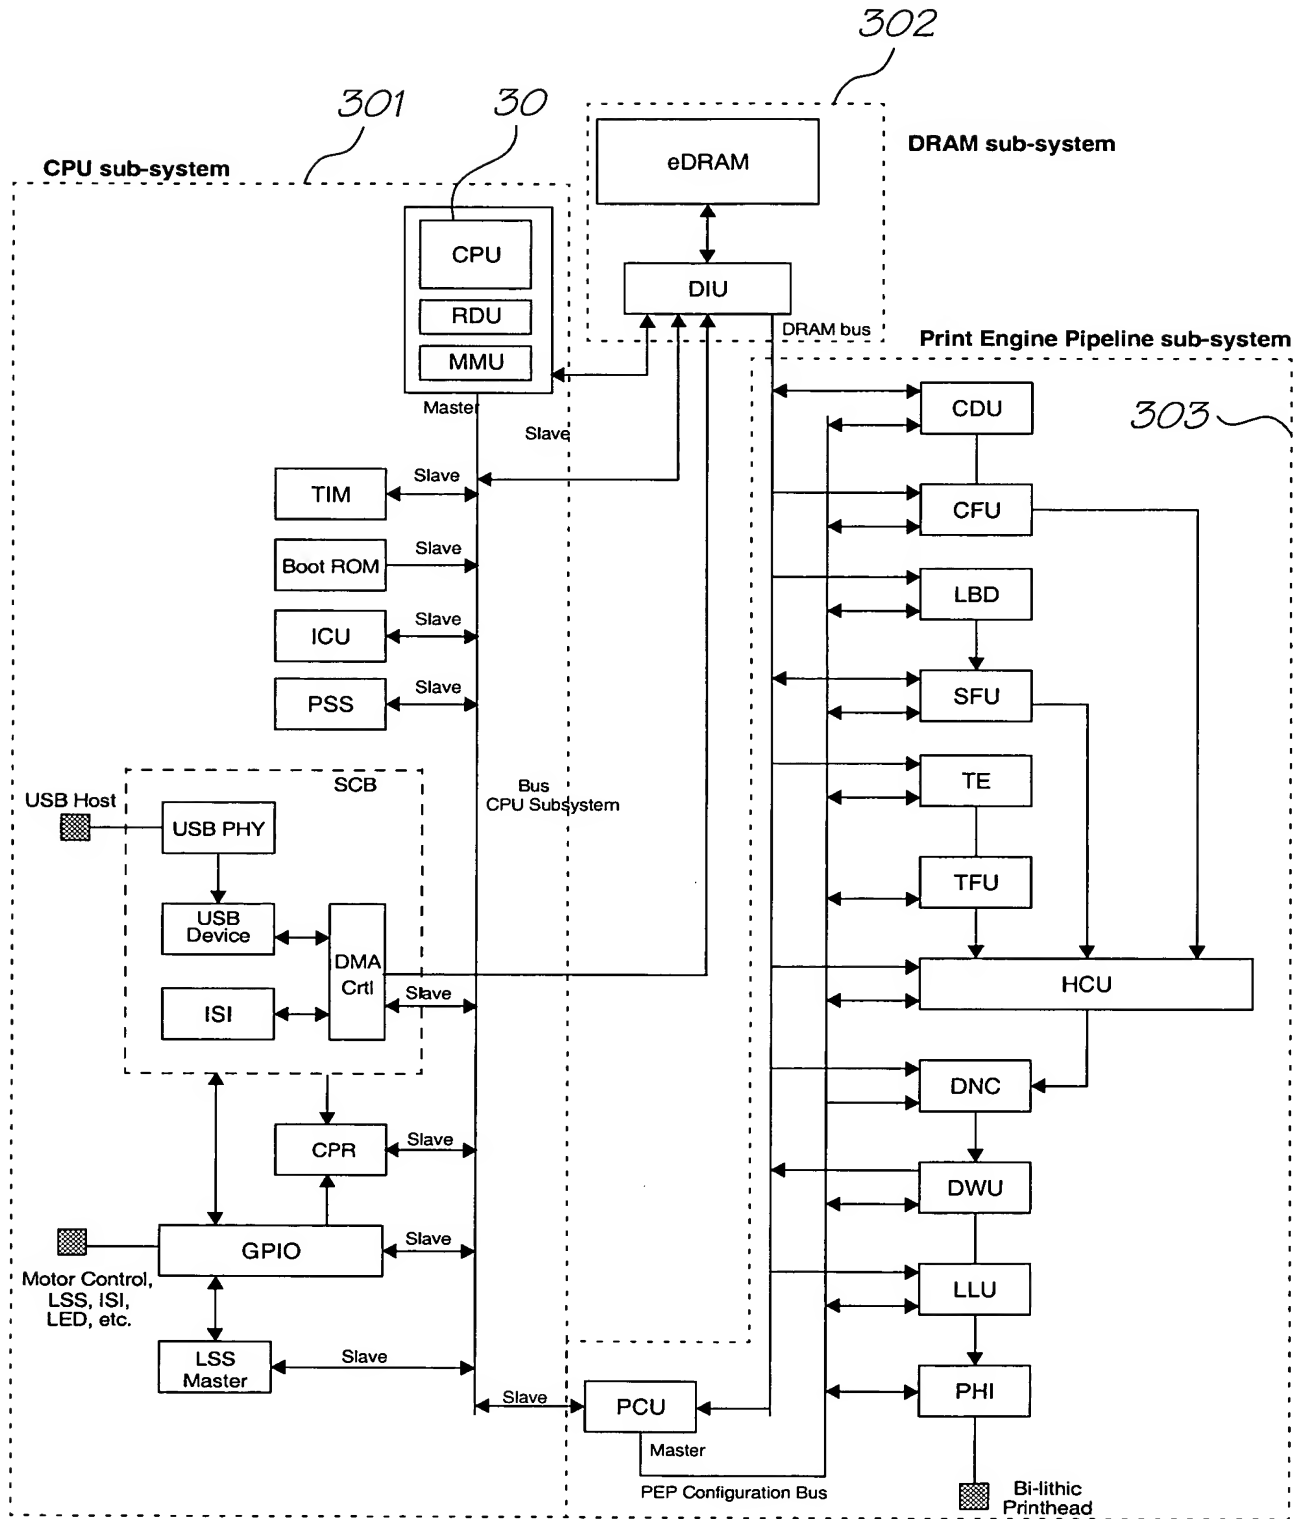 302
301
30
CPU sub-system
DRAM sub-system
eDRAM
CPU
RDU
MMU
Master
DIU
DRAM bus
Print Engine Pipeline sub-system
303
Slave
TIM
Slave
Boot ROM
Slave
ICU
Slave
PSS
Slave
SCB
USB Host
USB PHY
USB
Device
ISI
DMA
Crtl
Slave
Bus
CPU Subsystem
CPR
Slave
GPIO
Slave
Motor Control,
LSS, ISI,
LED, etc.
LSS
Master
Slave
Slave
PCU
Master
PEP Configuration Bus
CDU
CFU
LBD
SFU
TE
TFU
HCU
DNC
DWU
LLU
PHI
Bi-lithic
Printhead